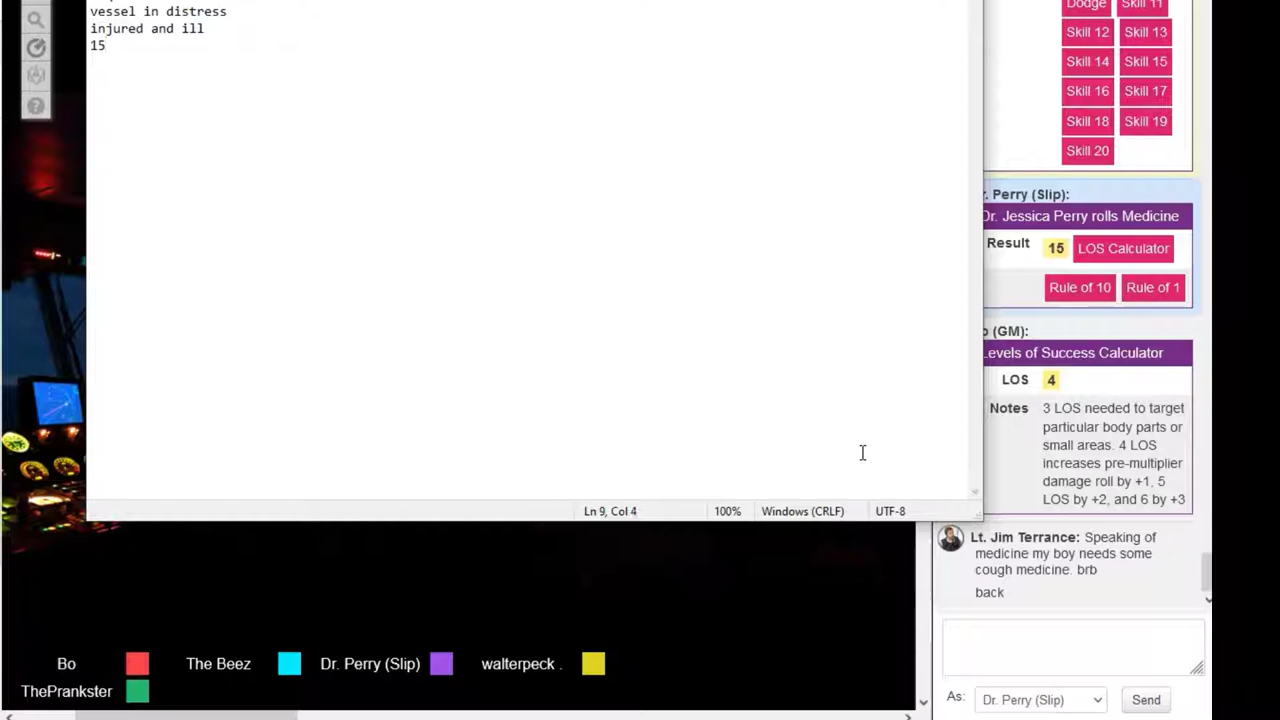 vessel in distress
injured and ill
15
Dodge Skill 11
Skill 12 Skill 13
Skill 14 Skill 15
Skill 16 Skill 17
Skill 18 Skill 19
Skill 20
r. Perry (Slip):
Dr. Jessica Perry rolls Medicine
Result 15 LOS Calculator
Rule of 10 Rule of 1
(GM):
Levels of Success Calculator
LOS 4
Notes 3 LOS needed to target
particular body parts or
small areas. 4 LOS
increases pre-multiplier
damage roll by +1, 5
LOS by +2, and 6 by +3
Ln 9, Col 4 100% Windows (CRLF) UTF-8
Lt. Jim Terrance: Speaking of
medicine my boy needs some
cough medicine. brb
back
Bo The Beez Dr. Perry (Slip) walterpeck .
ThePrankster
As: Dr. Perry (Slip) Send